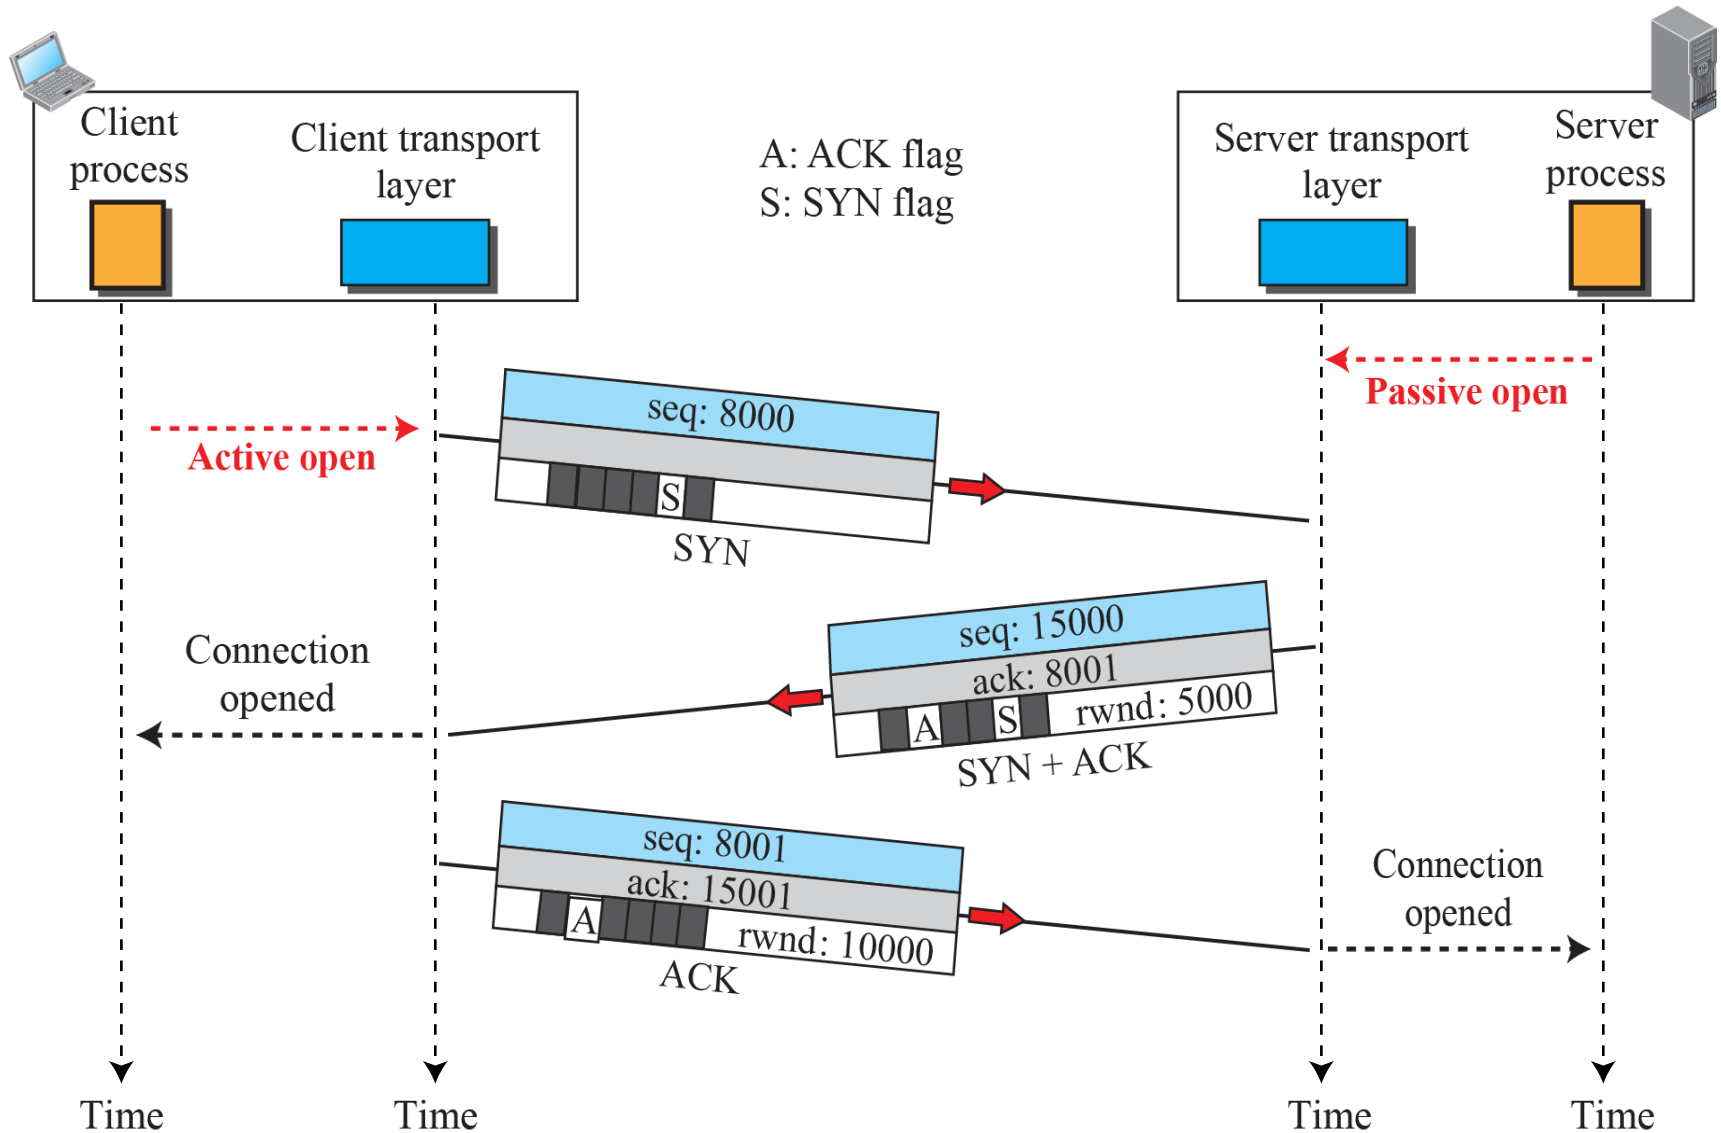 Client
process
Client transport
layer
A: ACK flag
S: SYN flag
Server transport
layer
Server
process
Passive open
Active open
seq: 8000
S
SYN
seq: 15000
ack: 8001
A S rwnd: 5000
SYN + ACK
Connection
opened
seq: 8001
ack: 15001
A rwnd: 10000
ACK
Connection
opened
Time
Time
Time
Time